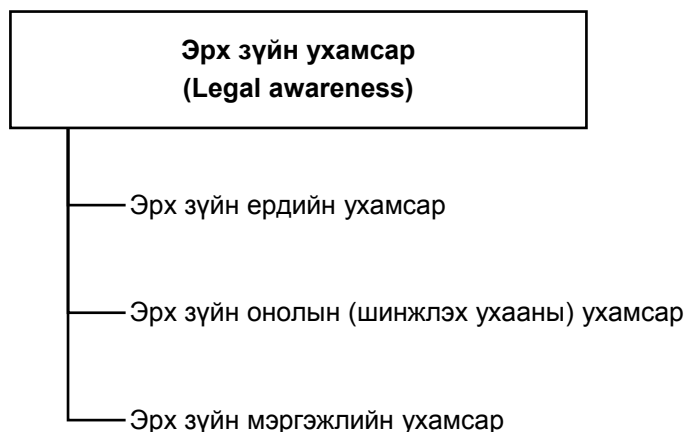 Эрх зүйн ухамсар
(Legal awareness)
Эрх зүйн ердийн ухамсар
Эрх зүйн онолын (шинжлэх ухааны) ухамсар
Эрх зүйн мэргэжлийн ухамсар